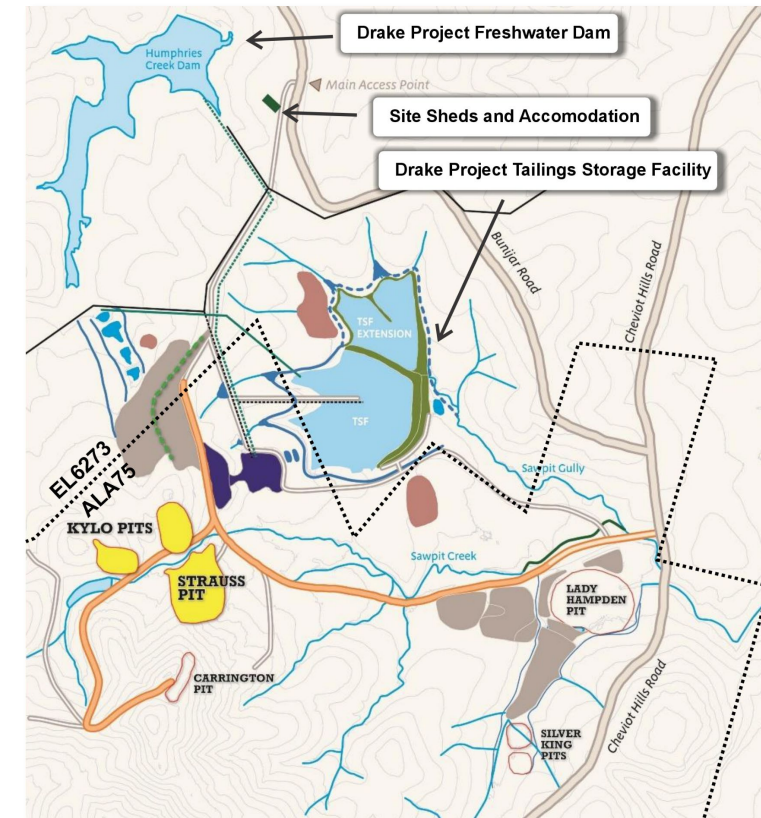 Drake Project Freshwater Dam
Humphries
Creek Dam
Main Access Point
Site Sheds and Accomodation
Drake Project Tailings Storage Facility
Bunijar Road
Cheviot Hills Road
TSF
EXTENSION
TSF
EL6273
ALA75
Sawpit Gully
KYLO PITS
Sawpit Creek
STRAUSS
PIT
LADY
HAMPDEN
PIT
CARRINGTON
PIT
Cheviot Hills Road
SILVER
KING
PITS